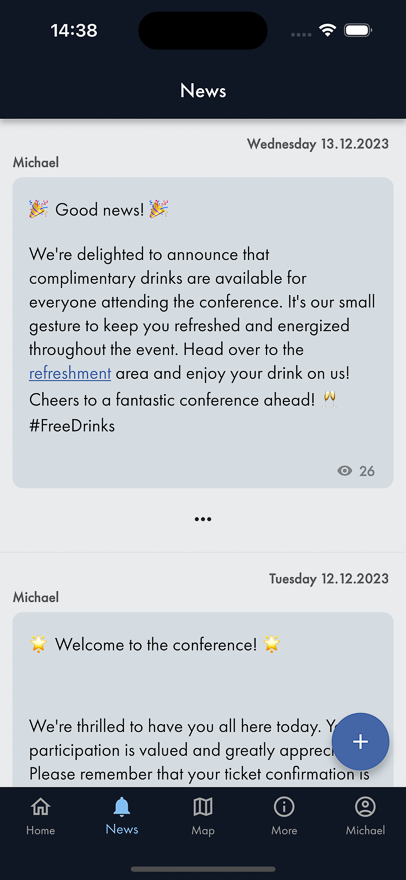 14:38
News
Wednesday 13.12.2023
Michael
🎉 Good news! 🎉
We're delighted to announce that
complimentary drinks are available for
everyone attending the conference. It's our small
gesture to keep you refreshed and energized
throughout the event. Head over to the
refreshment area and enjoy your drink on us!
Cheers to a fantastic conference ahead! 🥂
#FreeDrinks
26
•••
Tuesday 12.12.2023
Michael
🌟 Welcome to the conference! 🌟
We're thrilled to have you all here today.
participation is valued and greatly
Please remember that your ticket confirmation is
Home
News
Map
More
Michael